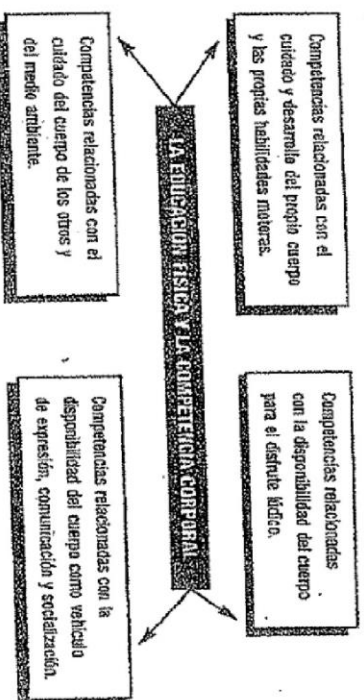 Competencias relacionadas con el
cuidado y desarrollo del propio cuerpo
y las propias habilidades motoras.
Competencias relacionadas
con la disponibilidad del cuerpo
para el disfrute lúdico.
LA EDUCACIÓN FÍSICA Y LA COMPETENCIA CORPORAL
Competencias relacionadas con el
cuidado del cuerpo de los otros y
del medio ambiente.
Competencias relacionadas con la
disponibilidad del cuerpo como vehículo
de expresión, comunicación y socialización.